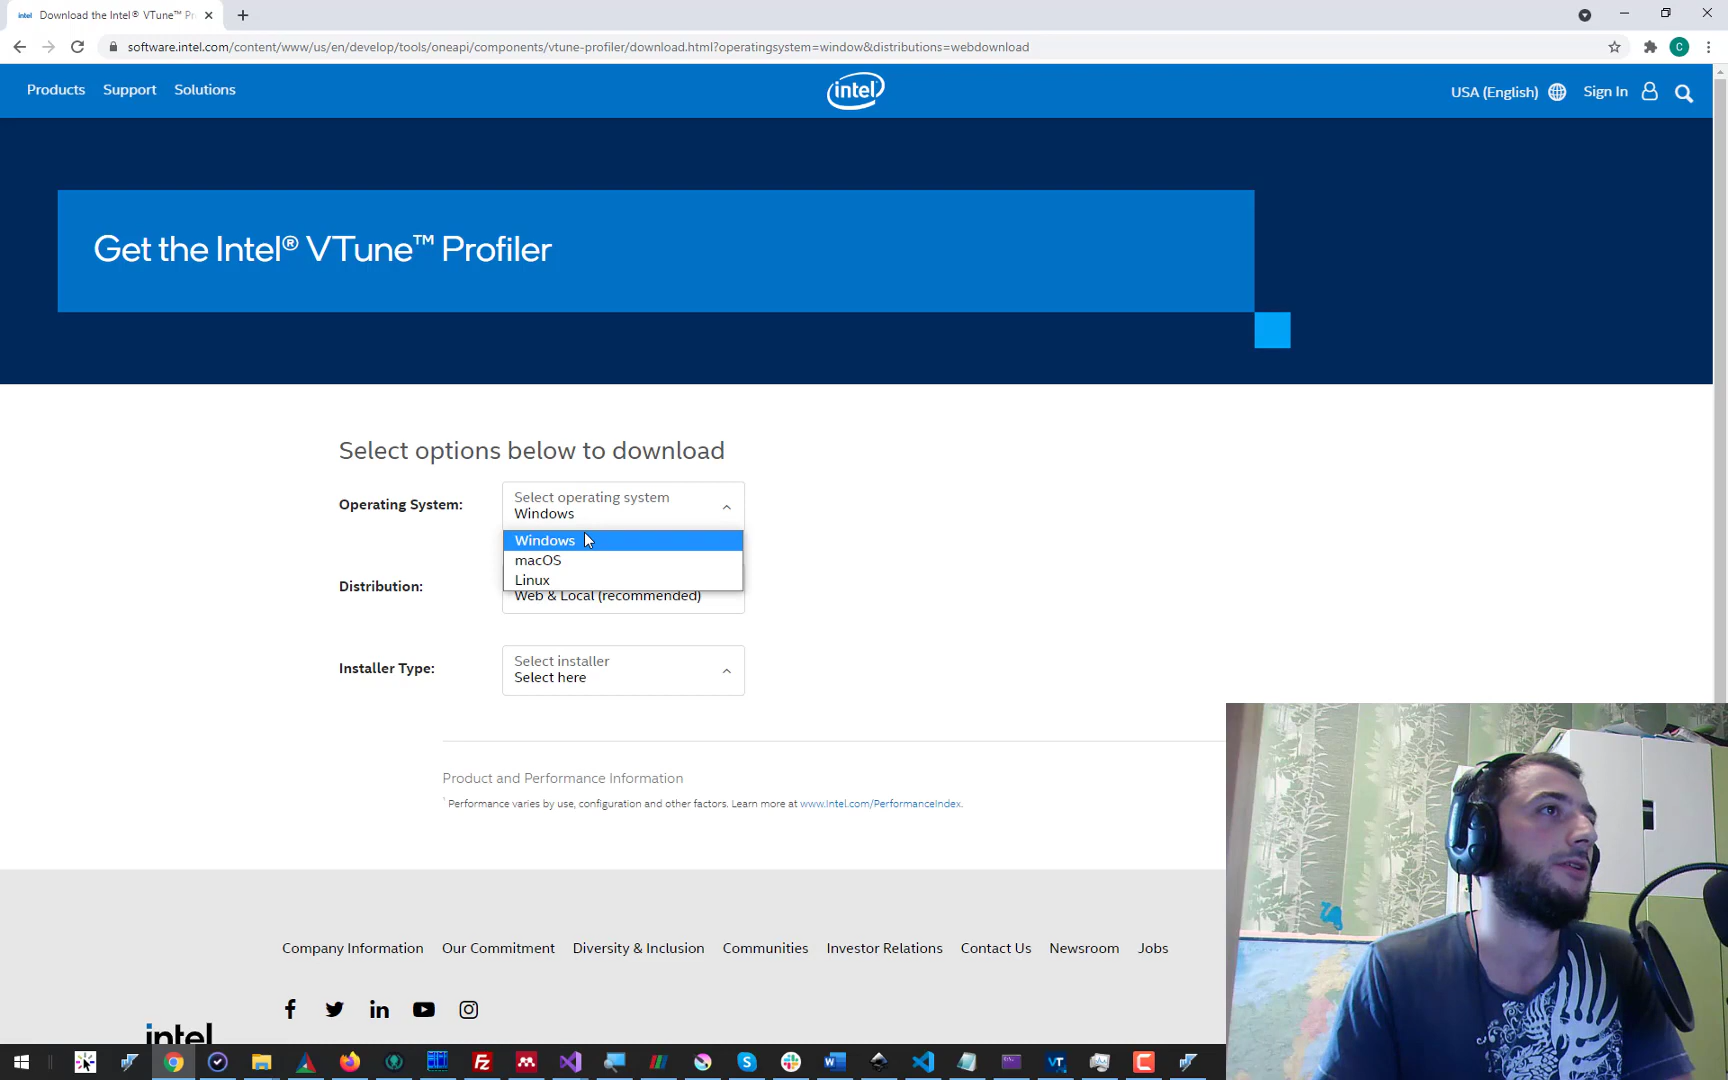 intel Download the Intel® VTune™ Pr
software.intel.com/content/www/us/en/develop/tools/oneapi/components/vtune-profiler/download.html?operatingsystem=window&distributions=webdownload
C
Products Support Solutions
intel
USA (English) Sign In
Get the Intel® VTune™ Profiler
Select options below to download
Operating System:
Select operating system
Windows
Windows
macOS
Linux
Distribution:
Web & Local (recommended)
Installer Type:
Select installer
Select here
Product and Performance Information
¹ Performance varies by use, configuration and other factors. Learn more at www.Intel.com/PerformanceIndex.
Company Information Our Commitment Diversity & Inclusion Communities Investor Relations Contact Us Newsroom Jobs
intel